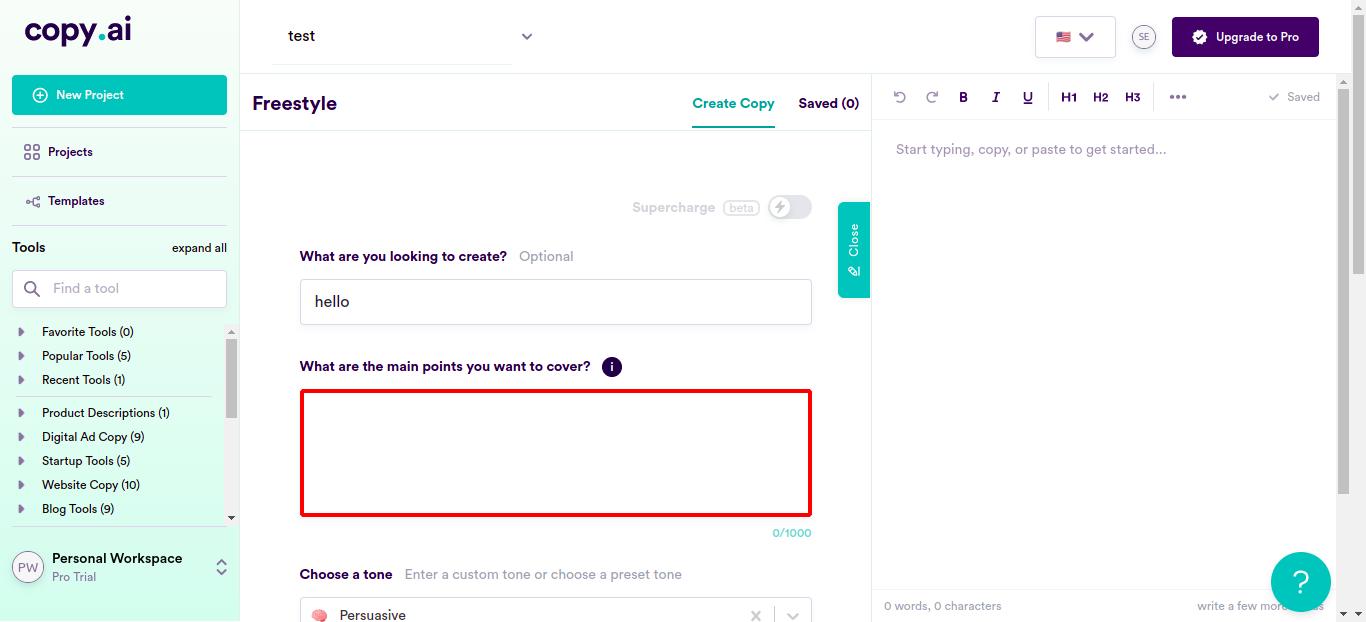 copy.ai
New Project
Projects
Templates
Tools
expand all
Find a tool
Favorite Tools (0)
Popular Tools (5)
Recent Tools (1)
Product Descriptions (1)
Digital Ad Copy (9)
Startup Tools (5)
Website Copy (10)
Blog Tools (9)
PW
Personal Workspace
Pro Trial
test
SE
Upgrade to Pro
Freestyle
Create Copy
Saved (0)
Supercharge beta
What are you looking to create? Optional
hello
What are the main points you want to cover? i
0/1000
Choose a tone Enter a custom tone or choose a preset tone
Persuasive
Close
B I U H1 H2 H3
Saved
Start typing, copy, or paste to get started...
0 words, 0 characters
write a few more
?